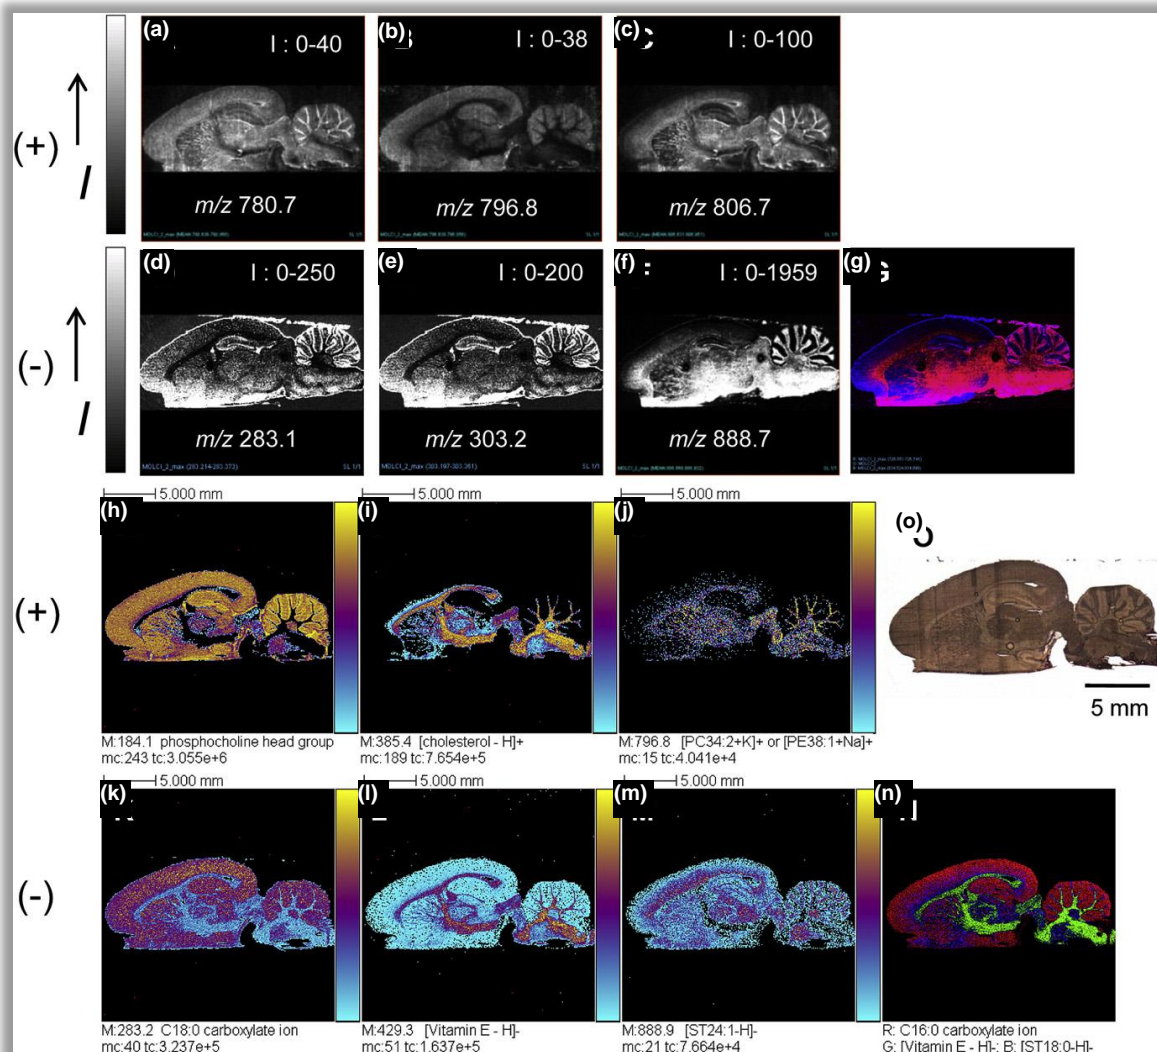 (a) I : 0-40
(b) I : 0-38
(c) I : 0-100
(+)
I
m/z 780.7
m/z 796.8
m/z 806.7
(d) I : 0-250
(e) I : 0-200
(f) I : 0-1959
(g) G
(-)
I
m/z 283.1
m/z 303.2
m/z 888.7
5.000 mm
5.000 mm
5.000 mm
(h)
(i)
(j)
(o)
(+)
5 mm
M:184.1 phosphocholine head group
mc:243 tc:3.055e+6
M:385.4 [cholesterol - H]+
mc:189 tc:7.654e+5
M:796.8 [PC34:2+K]+ or [PE38:1+Na]+
mc:15 tc:4.041e+4
5.000 mm
5.000 mm
5.000 mm
(k)
(l)
(m)
(n)
(-)
M:283.2 C18:0 carboxylate ion
mc:40 tc:3.237e+5
M:429.3 [Vitamin E - H]-
mc:51 tc:1.637e+5
M:888.9 [ST24:1-H]-
mc:21 tc:7.664e+4
R: C16:0 carboxylate ion
G: [Vitamin E - H]-; B: [ST18:0-H]-